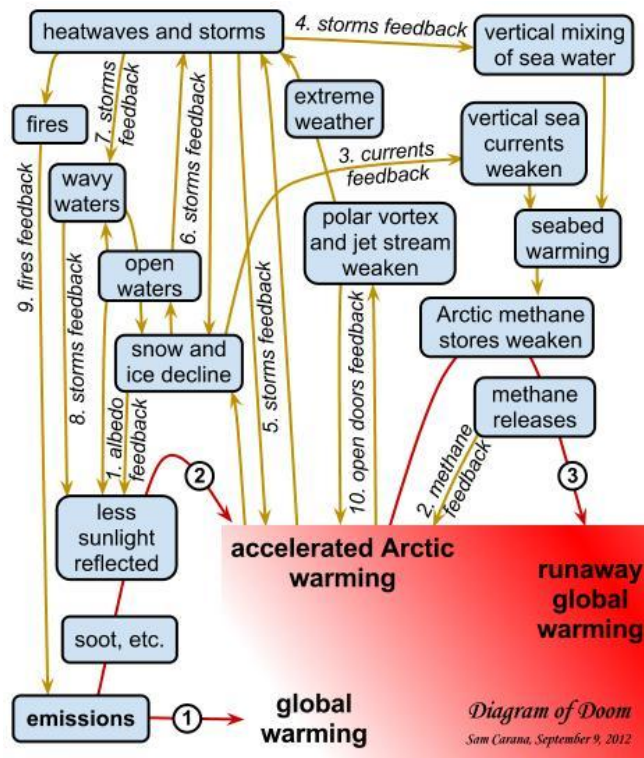 heatwaves and storms
4. storms feedback
vertical mixing
of sea water
fires
7. storms
feedback
6. storms feedback
extreme
weather
3. currents
feedback
vertical sea
currents
weaken
wavy
waters
9. fires feedback
polar vortex
and jet stream
weaken
seabed
warming
open
waters
8. storms feedback
snow and
ice decline
5. storms feedback
Arctic methane
stores weaken
1. albedo
feedback
10. open doors feedback
methane
releases
2. methane
feedback
2
3
less
sunlight
reflected
accelerated Arctic
warming
runaway
global
warming
soot, etc.
emissions
1
global
warming
Diagram of Doom
Sam Carana, September 9, 2012